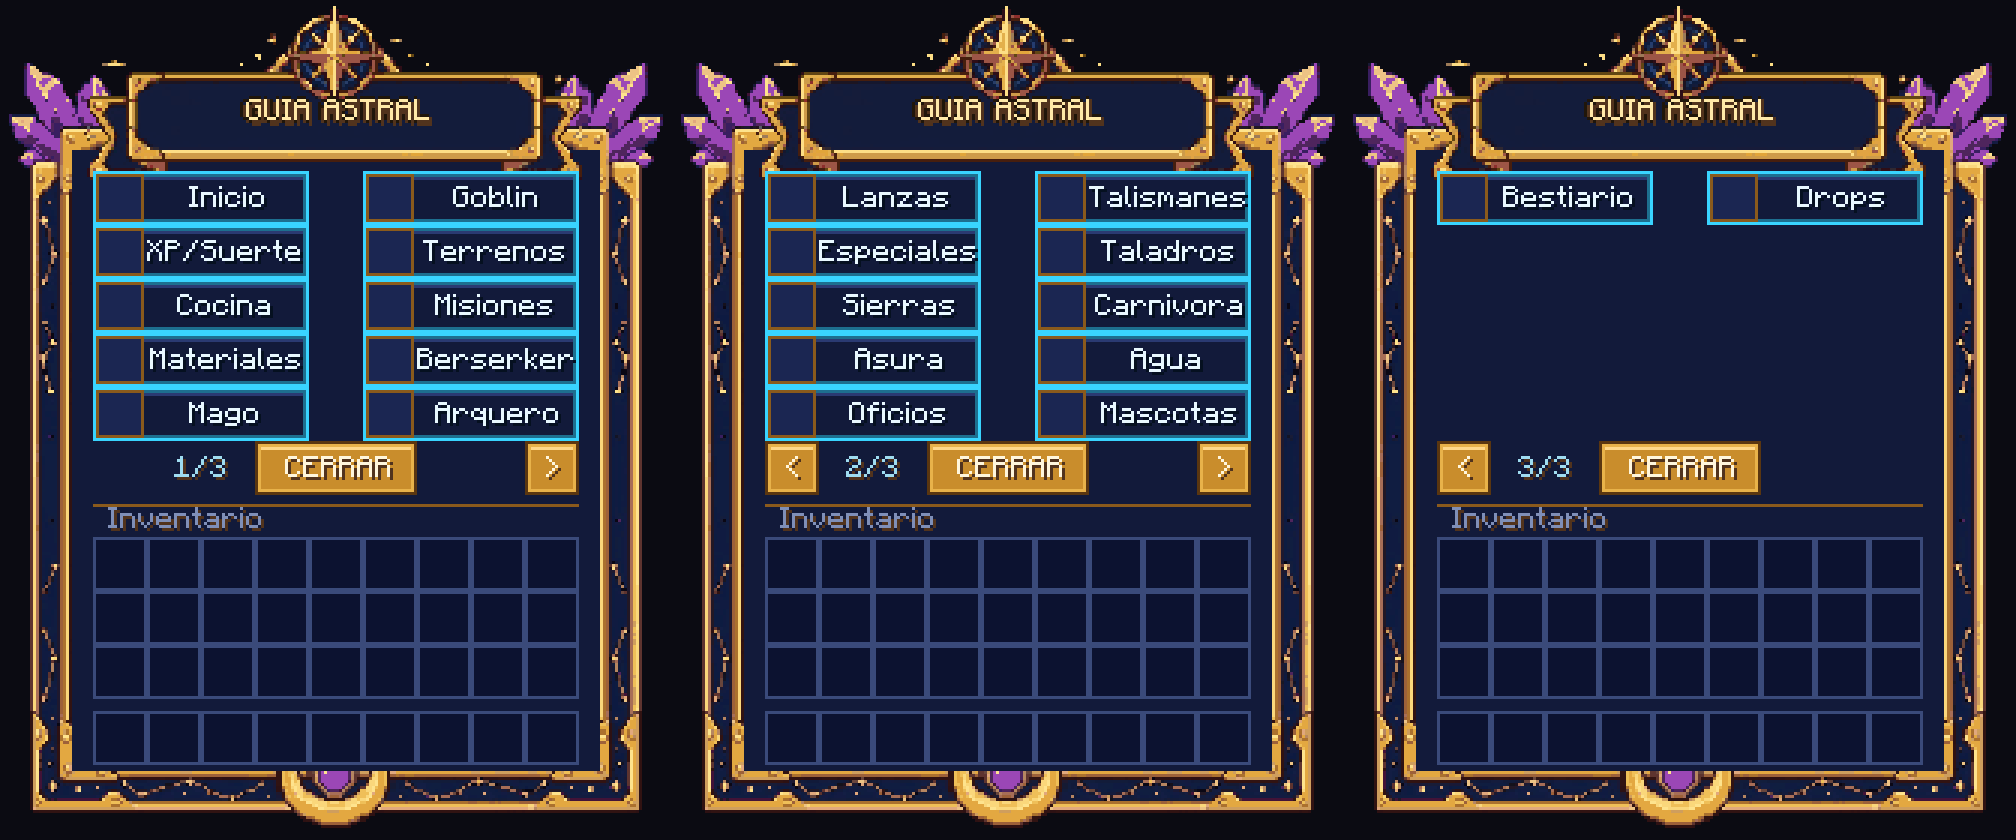 GUIA ASTRAL
Inicio Goblin
XP/Suerte Terrenos
Cocina Misiones
Materiales Berserker
Mago Arquero
1/3 CERRAR >
Inventario
GUIA ASTRAL
Lanzas Talismanes
Especiales Taladros
Sierras Carnivora
Asura Agua
Oficios Mascotas
< 2/3 CERRAR >
Inventario
GUIA ASTRAL
Bestiario Drops
< 3/3 CERRAR
Inventario